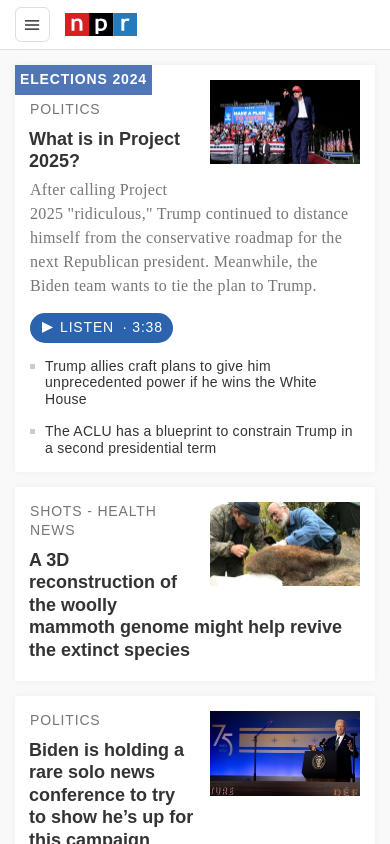 npr
ELECTIONS 2024
POLITICS
What is in Project
2025?
After calling Project
2025 "ridiculous," Trump continued to distance
himself from the conservative roadmap for the
next Republican president. Meanwhile, the
Biden team wants to tie the plan to Trump.
LISTEN · 3:38
Trump allies craft plans to give him
unprecedented power if he wins the White
House
The ACLU has a blueprint to constrain Trump in
a second presidential term
SHOTS - HEALTH
NEWS
A 3D
reconstruction of
the woolly
mammoth genome might help revive
the extinct species
POLITICS
75
Biden is holding a
rare solo news
conference to try
to show he’s up for
this campaign